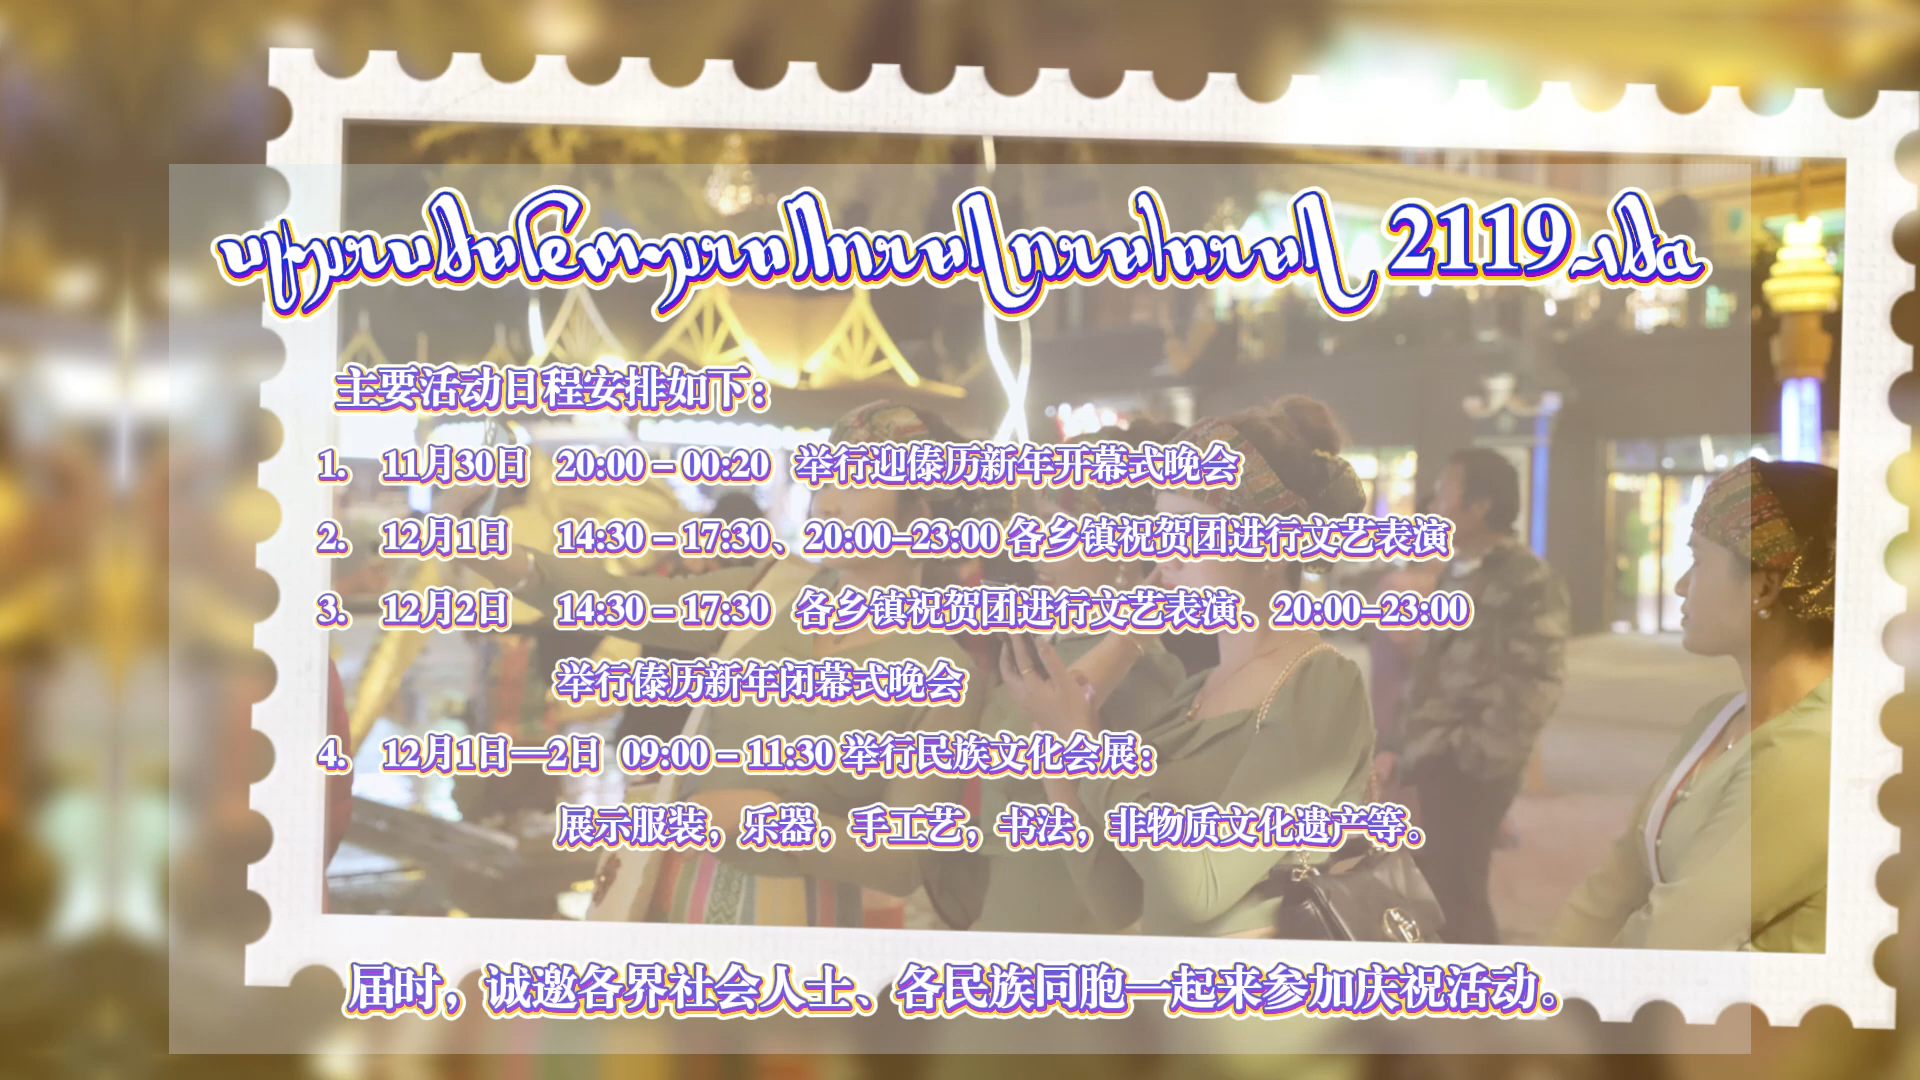 2119
主要活动日程安排如下：
1. 11月30日 20:00 – 00:20 举行迎傣历新年开幕式晚会
2. 12月1日 14:30 – 17:30、20:00–23:00 各乡镇祝贺团进行文艺表演
3. 12月2日 14:30 – 17:30 各乡镇祝贺团进行文艺表演、20:00–23:00
举行傣历新年闭幕式晚会
4. 12月1日—2日 09:00 – 11:30 举行民族文化会展：
展示服装，乐器，手工艺，书法，非物质文化遗产等。
届时，诚邀各界社会人士、各民族同胞一起来参加庆祝活动。